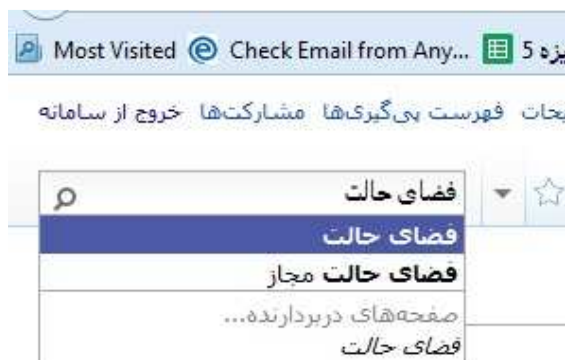 Most Visited Check Email from Any... 5
فهرست پی‌گیری‌ها مشارکت‌ها خروج از سامانه
فضای حالت
فضای حالت
فضای حالت مجاز
صفحه‌های دربردارنده...
فضای حالت